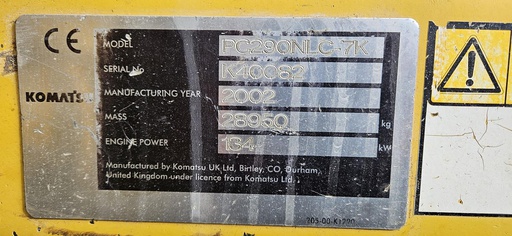 CE
MODEL PC290NLC-7K
SERIAL No K40062
MANUFACTURING YEAR 2002
KOMATSU
MASS 28950 kg
ENGINE POWER 134 kW
Manufactured by Komatsu UK Ltd, Birtley, CO, Durham,
United Kingdom under licence from Komatsu Ltd.